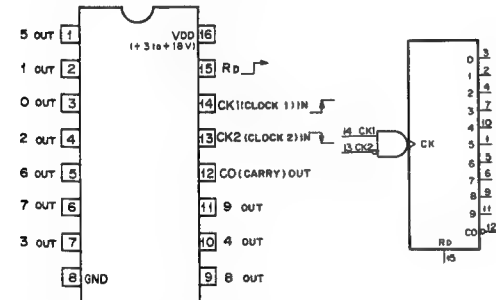 5 OUT 1
1 OUT 2
0 OUT 3
2 OUT 4
6 OUT 5
7 OUT 6
3 OUT 7
8 GND
VDD 16
(+3 to +18V)
15 RD
14 CK1(CLOCK 1)IN
13 CK2(CLOCK 2)IN
12 CO(CARRY)OUT
11 9 OUT
10 4 OUT
9 8 OUT
14 CK1
13 CK2
CK
0 3
1 2
2 4
3 7
4 10
5 1
6 5
7 6
8 9
9 11
CO 12
RD
15